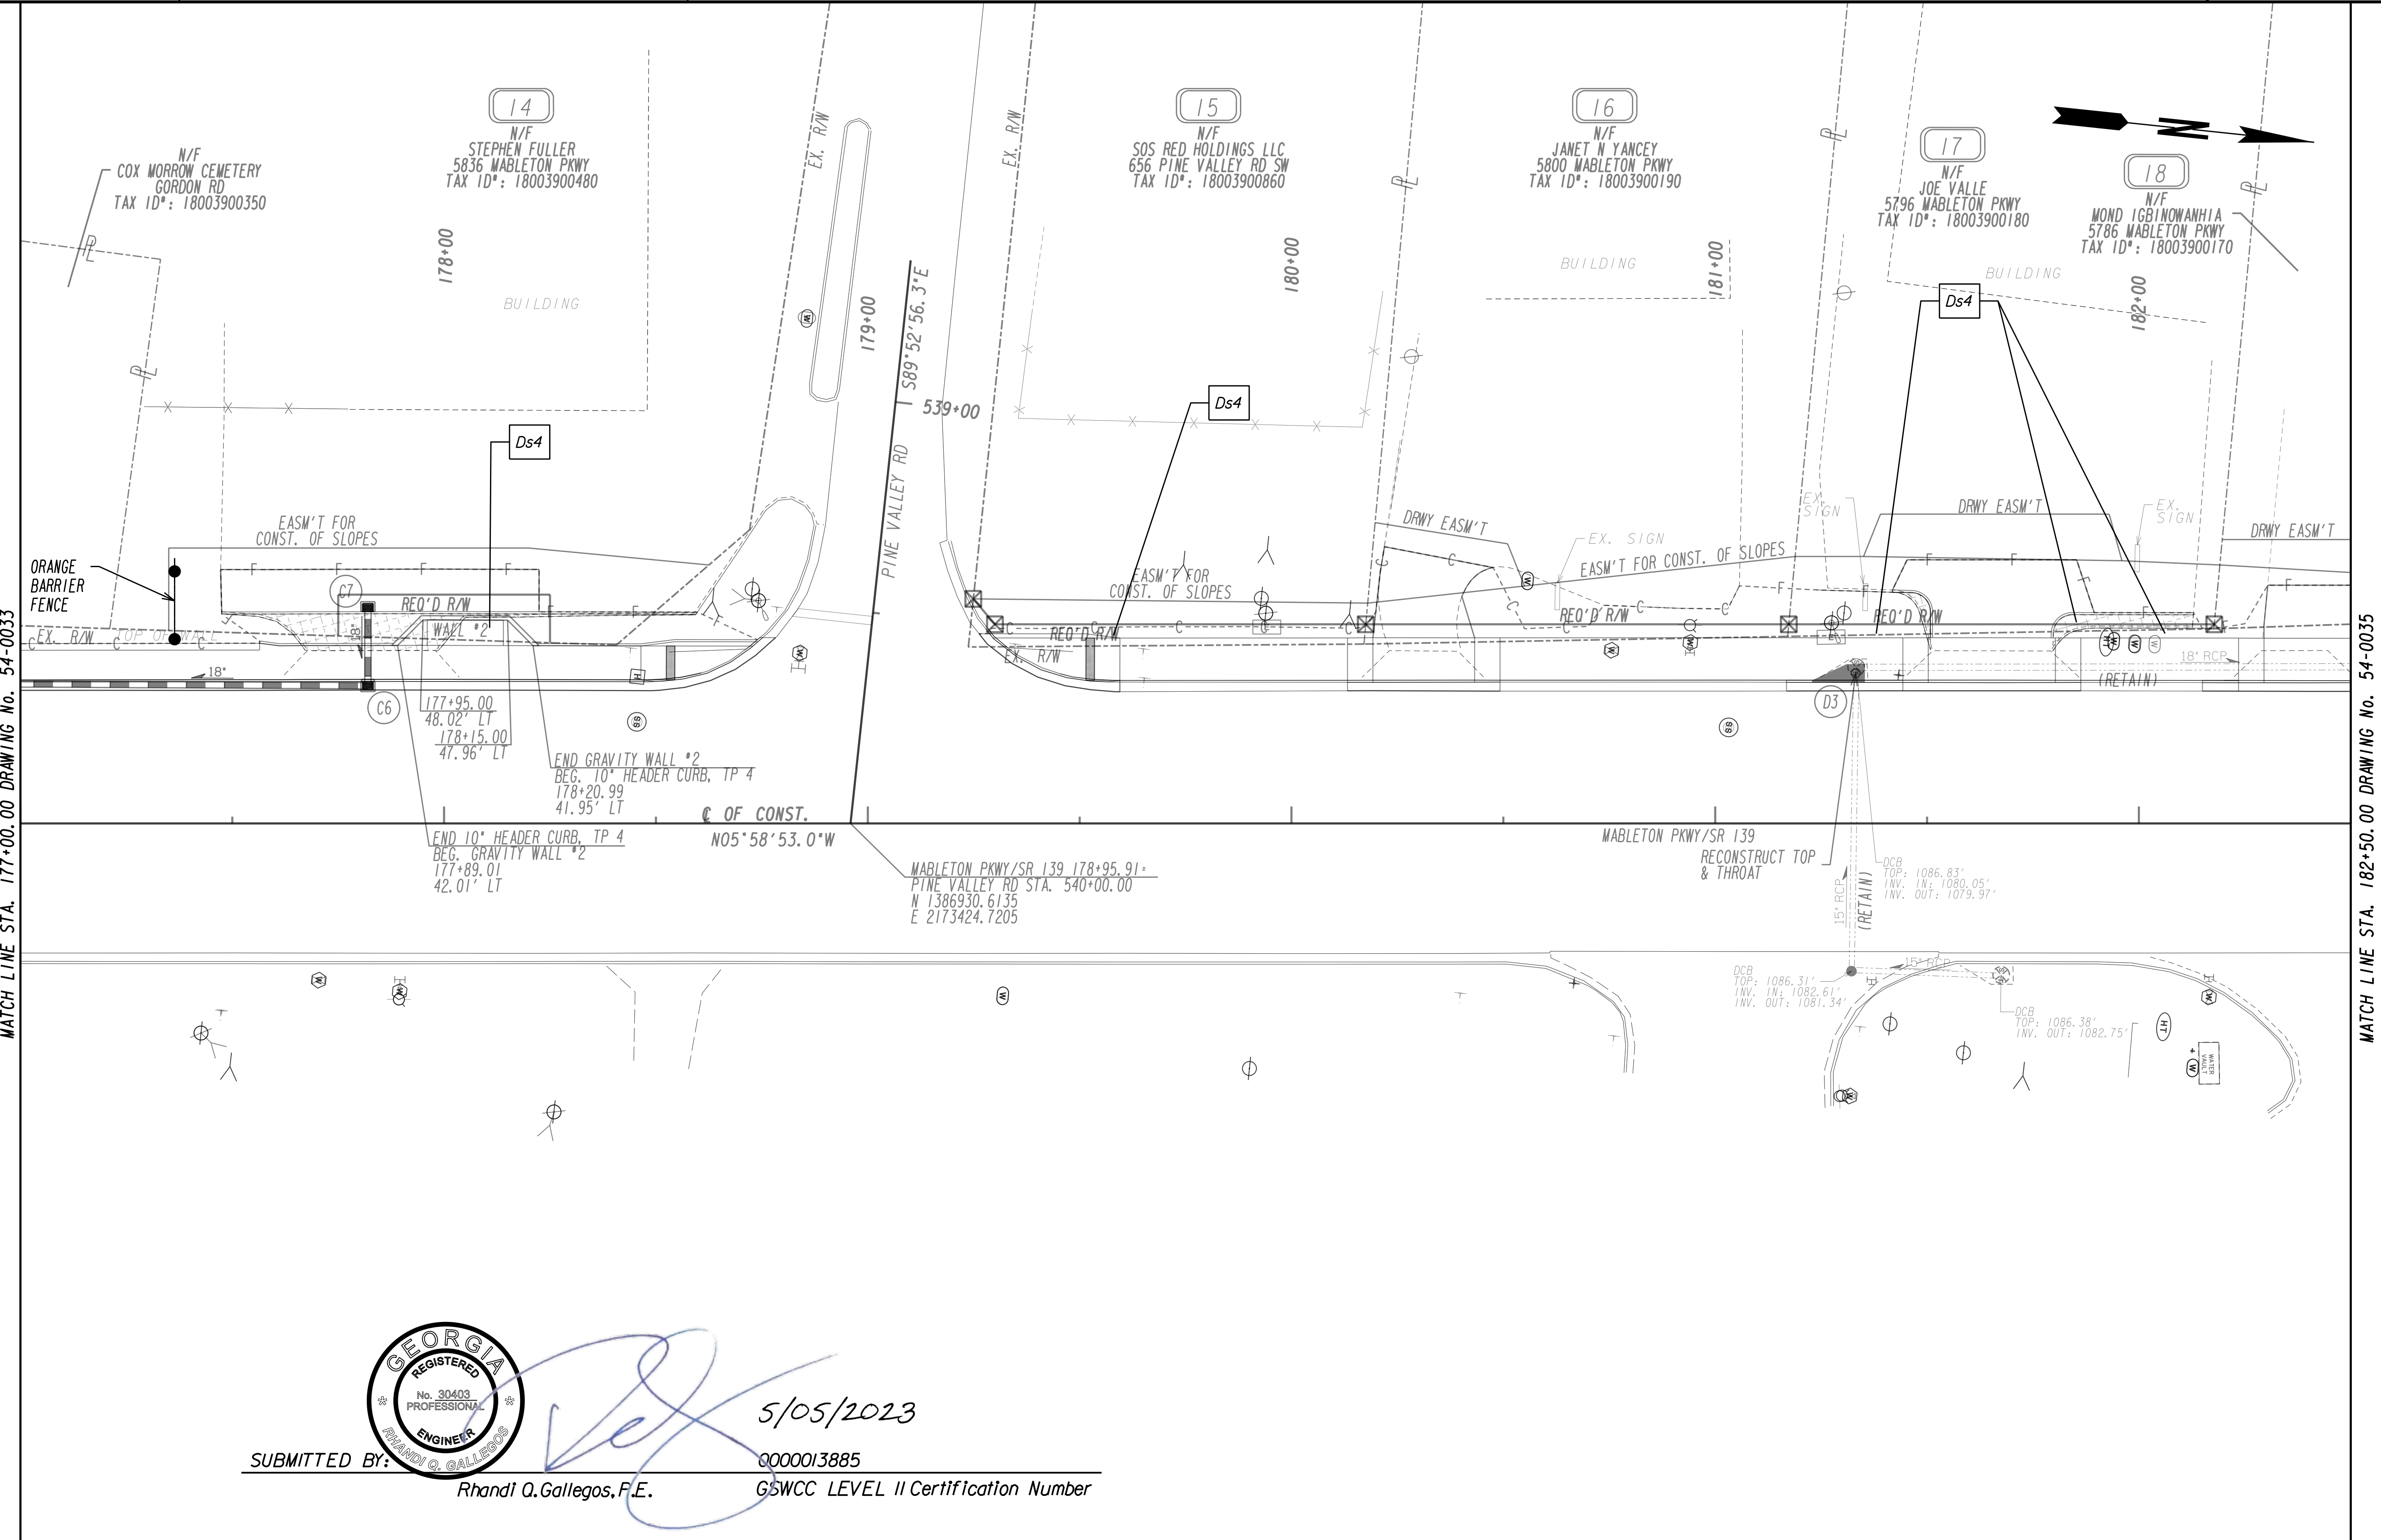 MATCH LINE STA. 177+00.00 DRAWING No. 54-0033
MATCH LINE STA. 182+50.00 DRAWING No. 54-0035
N/F
COX MORROW CEMETERY
GORDON RD
TAX ID#: 18003900350
14
N/F
STEPHEN FULLER
5836 MABLETON PKWY
TAX ID#: 18003900480
15
N/F
SOS RED HOLDINGS LLC
656 PINE VALLEY RD SW
TAX ID#: 18003900860
16
N/F
JANET N YANCEY
5800 MABLETON PKWY
TAX ID#: 18003900190
17
N/F
JOE VALLE
5796 MABLETON PKWY
TAX ID#: 18003900180
18
N/F
MOND IGBINOWANHIA
5786 MABLETON PKWY
TAX ID#: 18003900170
N
EX. R/W
EX. R/W
178+00
179+00
180+00
181+00
182+00
BUILDING
BUILDING
BUILDING
S89°52'56.3"E
539+00
PINE VALLEY RD
Ds4
Ds4
Ds4
ORANGE
BARRIER
FENCE
EASM'T FOR
CONST. OF SLOPES
EASM'T FOR
CONST. OF SLOPES
DRWY EASM'T
EX. SIGN
EASM'T FOR CONST. OF SLOPES
EX.
SIGN
DRWY EASM'T
EX.
SIGN
DRWY EASM'T
C7
REQ'D R/W
WALL #2
18"
EX. R/W
TOP OF WALL
18"
C6
REQ'D R/W
EX. R/W
REQ'D R/W
REQ'D R/W
18" RCP
(RETAIN)
D3
177+95.00
48.02' LT
178+15.00
47.96' LT
END GRAVITY WALL #2
BEG. 10" HEADER CURB, TP 4
178+20.99
41.95' LT
END 10" HEADER CURB, TP 4
BEG. GRAVITY WALL #2
177+89.01
42.01' LT
℄ OF CONST.
N05°58'53.0"W
MABLETON PKWY/SR 139 178+95.91=
PINE VALLEY RD STA. 540+00.00
N 1386930.6135
E 2173424.7205
MABLETON PKWY/SR 139
RECONSTRUCT TOP
& THROAT
DCB
TOP: 1086.83'
INV. IN: 1080.05'
INV. OUT: 1079.97'
15" RCP
(RETAIN)
DCB
TOP: 1086.31'
INV. IN: 1082.61'
INV. OUT: 1081.34'
15" RCP
DCB
TOP: 1086.38'
INV. OUT: 1082.75'
HT
WATER
VAULT
GEORGIA
REGISTERED
No. 30403
PROFESSIONAL
ENGINEER
RHANDI Q. GALLEGOS
5/05/2023
SUBMITTED BY:
0000013885
Rhandi Q. Gallegos, P.E.
GSWCC LEVEL II Certification Number